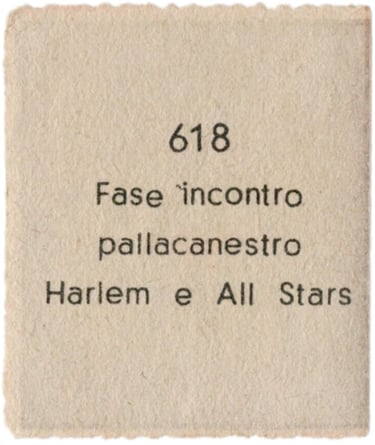 618
Fase incontro
pallacanestro
Harlem e All Stars